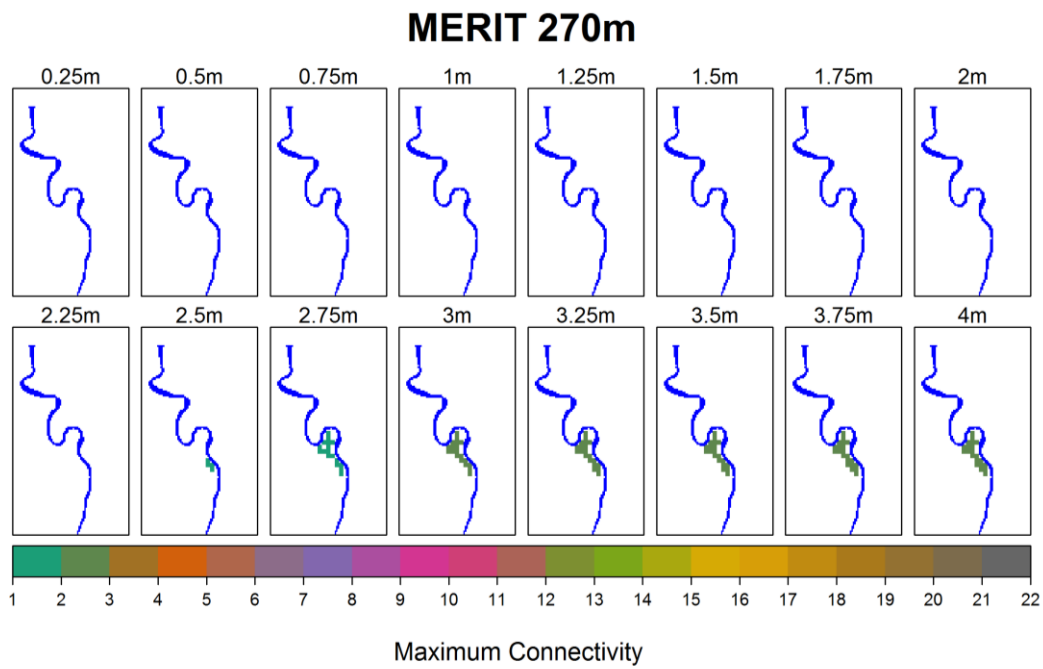 MERIT 270m
0.25m 0.5m 0.75m 1m 1.25m 1.5m 1.75m 2m
2.25m 2.5m 2.75m 3m 3.25m 3.5m 3.75m 4m
1 2 3 4 5 6 7 8 9 10 11 12 13 14 15 16 17 18 19 20 21 22
Maximum Connectivity